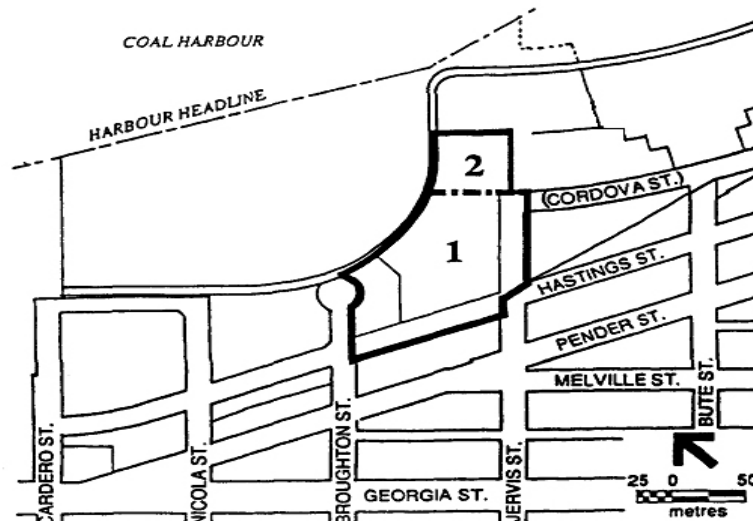 COAL HARBOUR
HARBOUR HEADLINE
2
(CORDOVA ST.)
1
HASTINGS ST.
PENDER ST.
MELVILLE ST.
BUTE ST.
CARDERO ST.
NICOLA ST.
BROUGHTON ST.
JERVIS ST.
GEORGIA ST.
25 0 50
metres